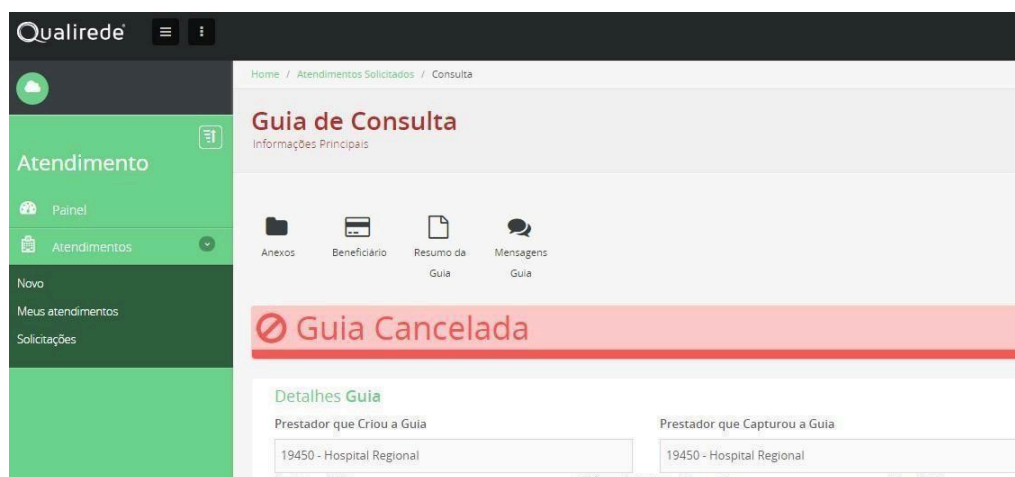 Qualirede
Home / Atendimentos Solicitados / Consulta
Guia de Consulta
Informações Principais
Atendimento
Painel
Atendimentos
Novo
Meus atendimentos
Solicitações
Anexos
Beneficiário
Resumo da
Guia
Mensagens
Guia
Guia Cancelada
Detalhes Guia
Prestador que Criou a Guia
Prestador que Capturou a Guia
19450 - Hospital Regional
19450 - Hospital Regional